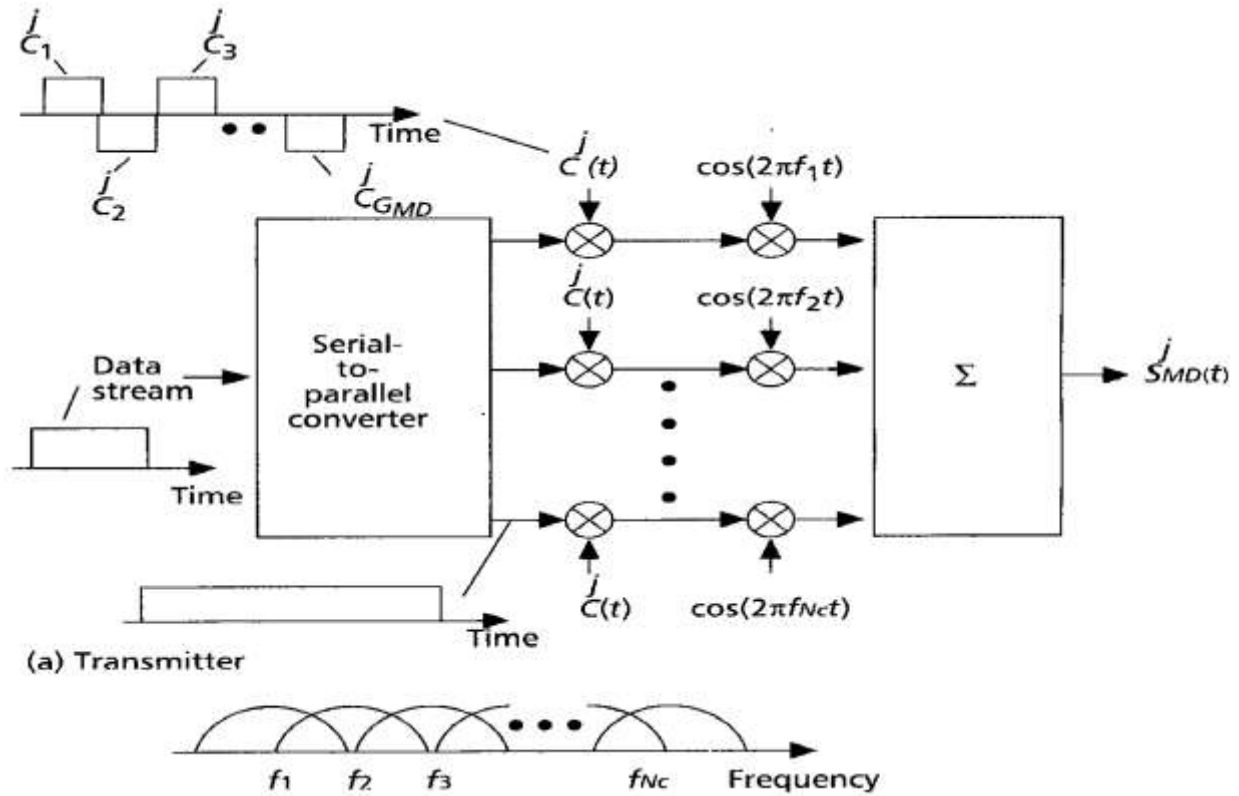 j
C1
j
C3
Time
j
C2
j
CGMD
j
C(t)
cos(2πf1t)
j
C(t)
cos(2πf2t)
Data
stream
Time
Serial-
to-
parallel
converter
Σ
j
SMD(t)
j
C(t)
cos(2πfNct)
Time
(a) Transmitter
f1 f2 f3 fNc Frequency